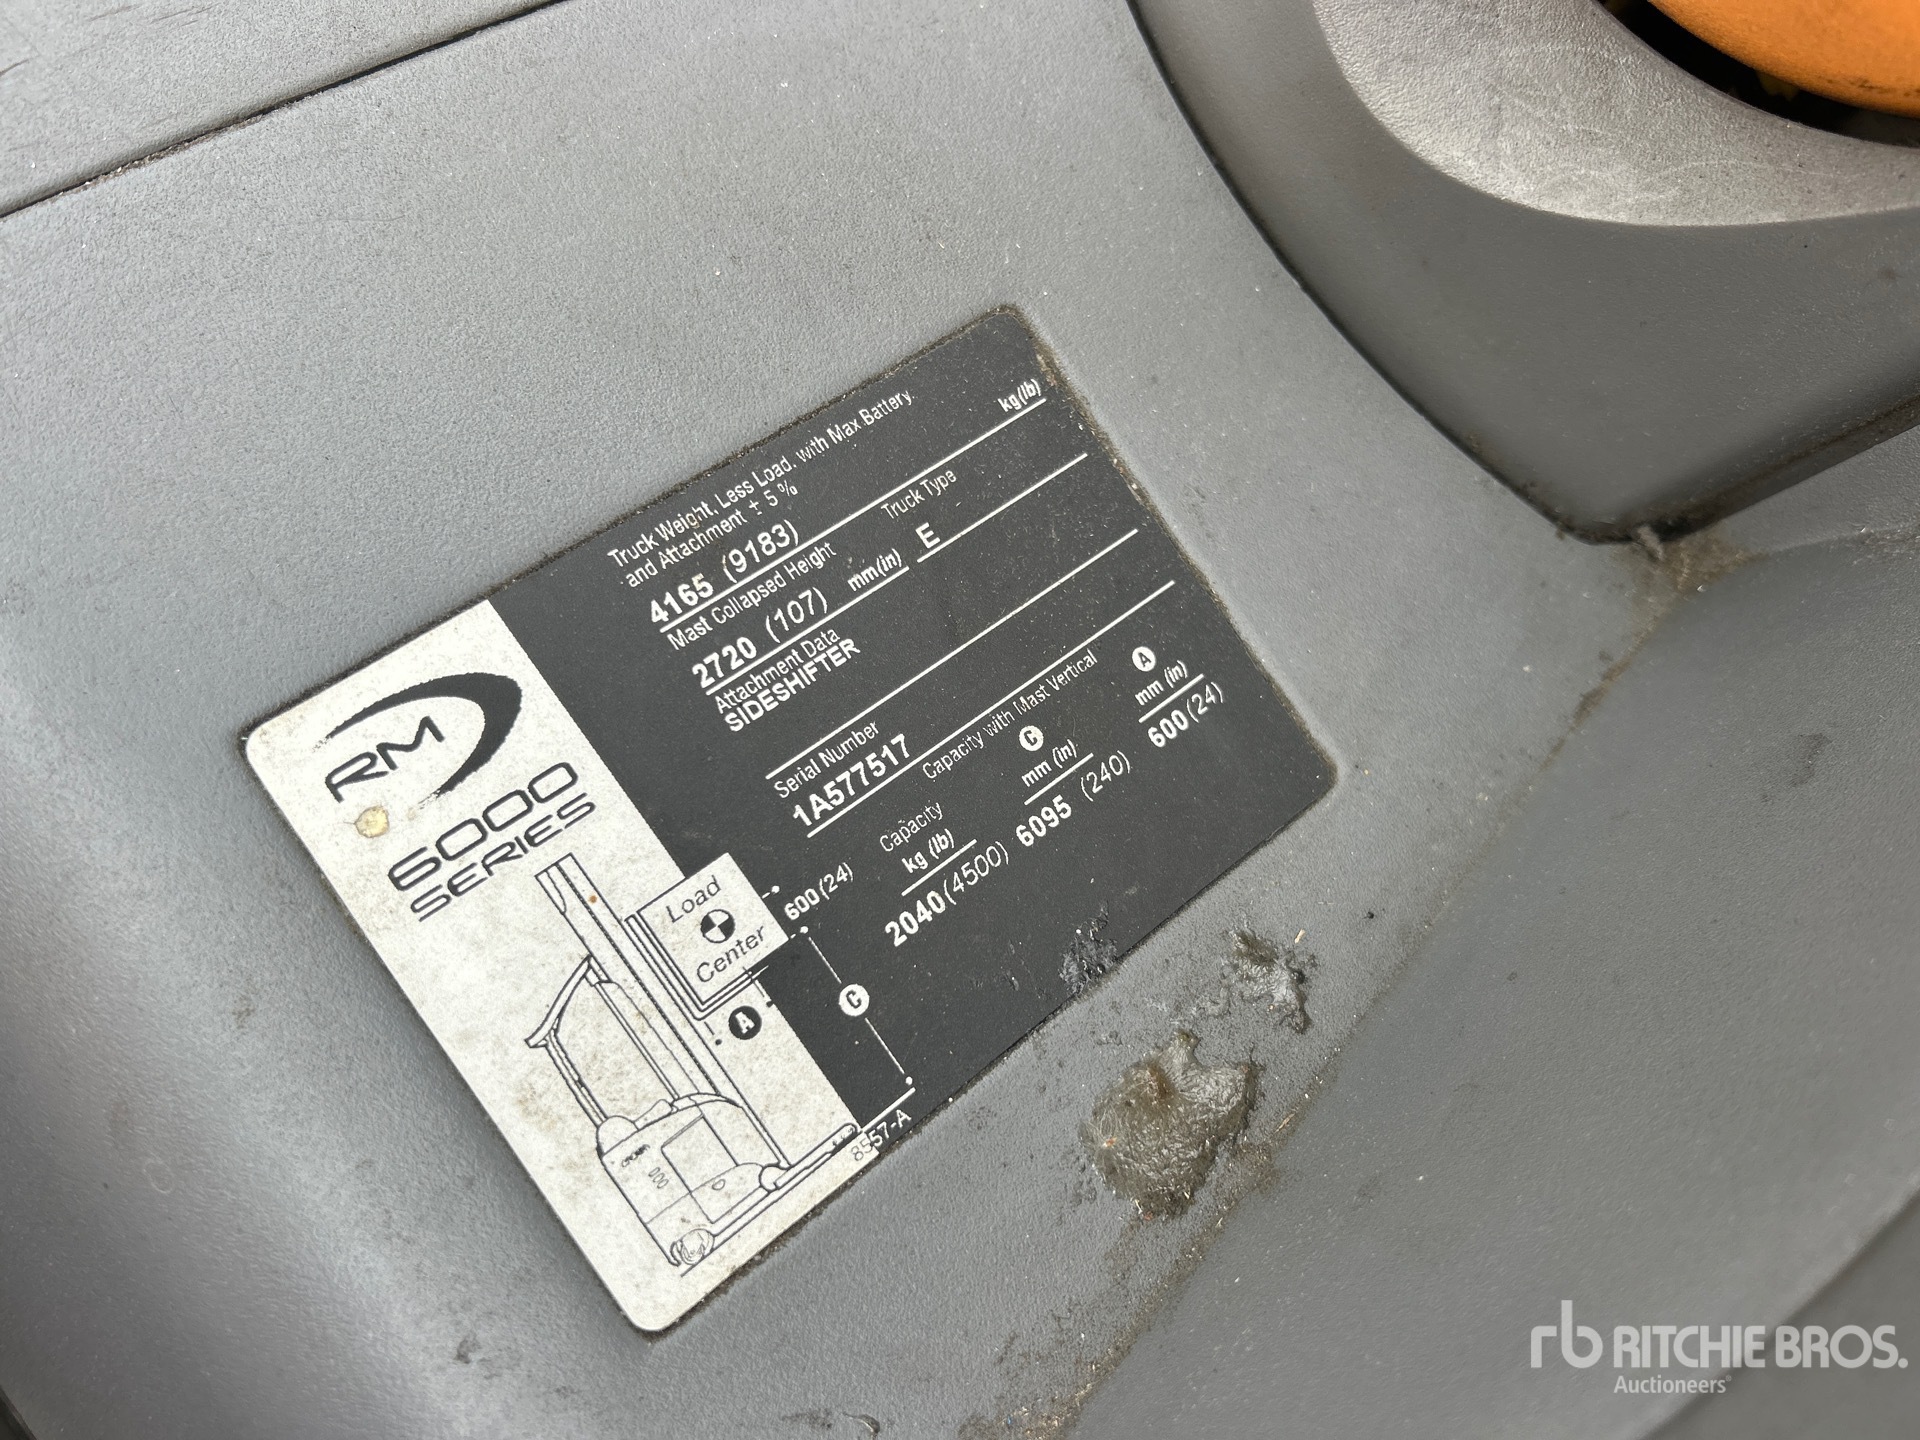 Truck Weight, Less Load, with Max Battery,
and Attachment ± 5 %
4165 (9183) kg(lb)
Mast Collapsed Height Truck Type
2720 (107) mm(in) E
Attachment Data
SIDESHIFTER
Serial Number
1A577517
Capacity with Mast Vertical
Capacity C A
kg (lb) mm (in) mm (in)
2040(4500) 6095 (240) 600(24)
RM
6000
SERIES
Load
Center
600(24)
A
C
CROWN
8557-A
rb RITCHIE BROS.
Auctioneers